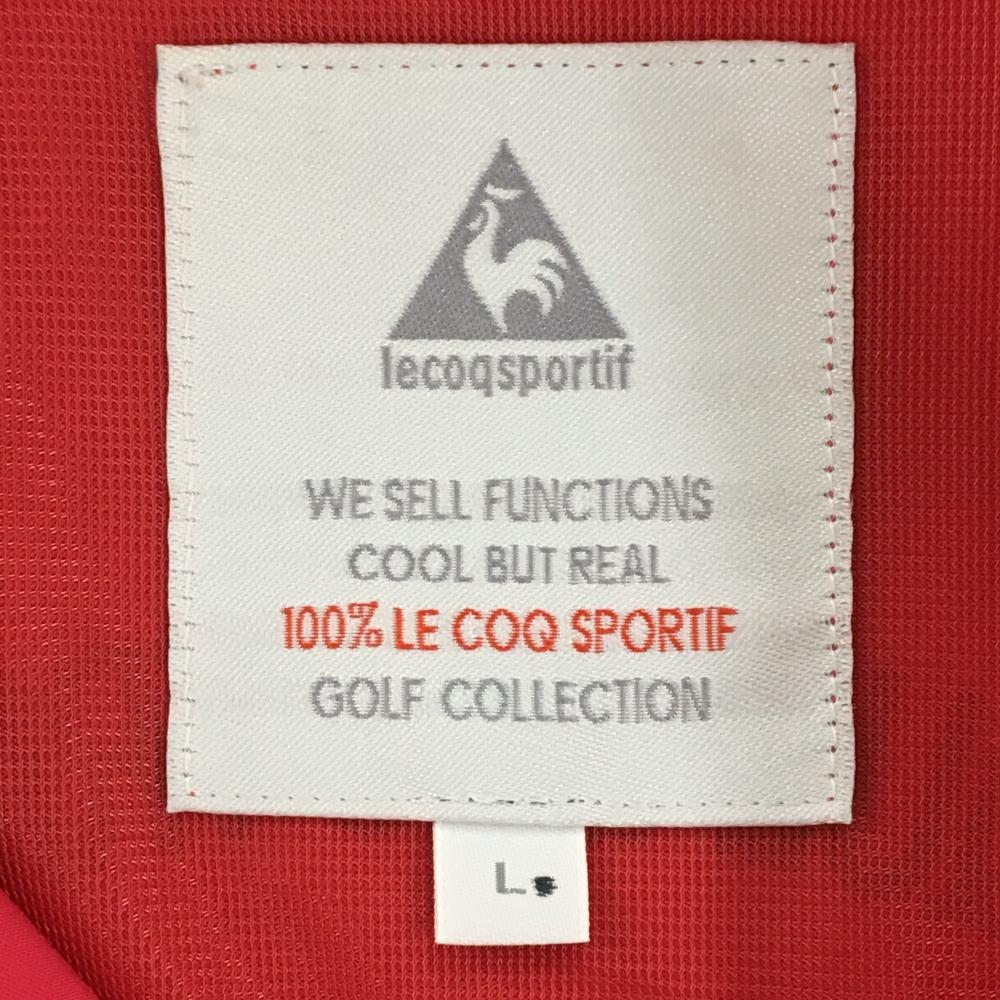 lecoqsportif
WE SELL FUNCTIONS
COOL BUT REAL
100% LE COQ SPORTIF
GOLF COLLECTION
L